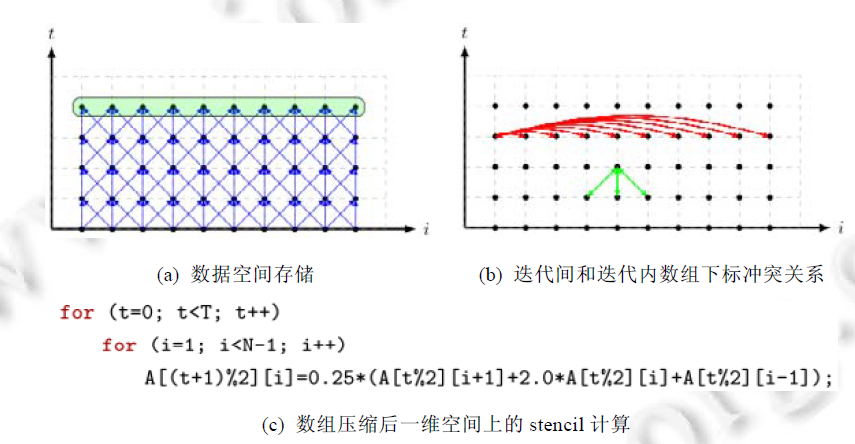 t
t
i
i
(a) 数据空间存储
(b) 迭代间和迭代内数组下标冲突关系
for (t=0; t<T; t++)
for (i=1; i<N-1; i++)
A[(t+1)%2][i]=0.25*(A[t%2][i+1]+2.0*A[t%2][i]+A[t%2][i-1]);
(c) 数组压缩后一维空间上的 stencil 计算